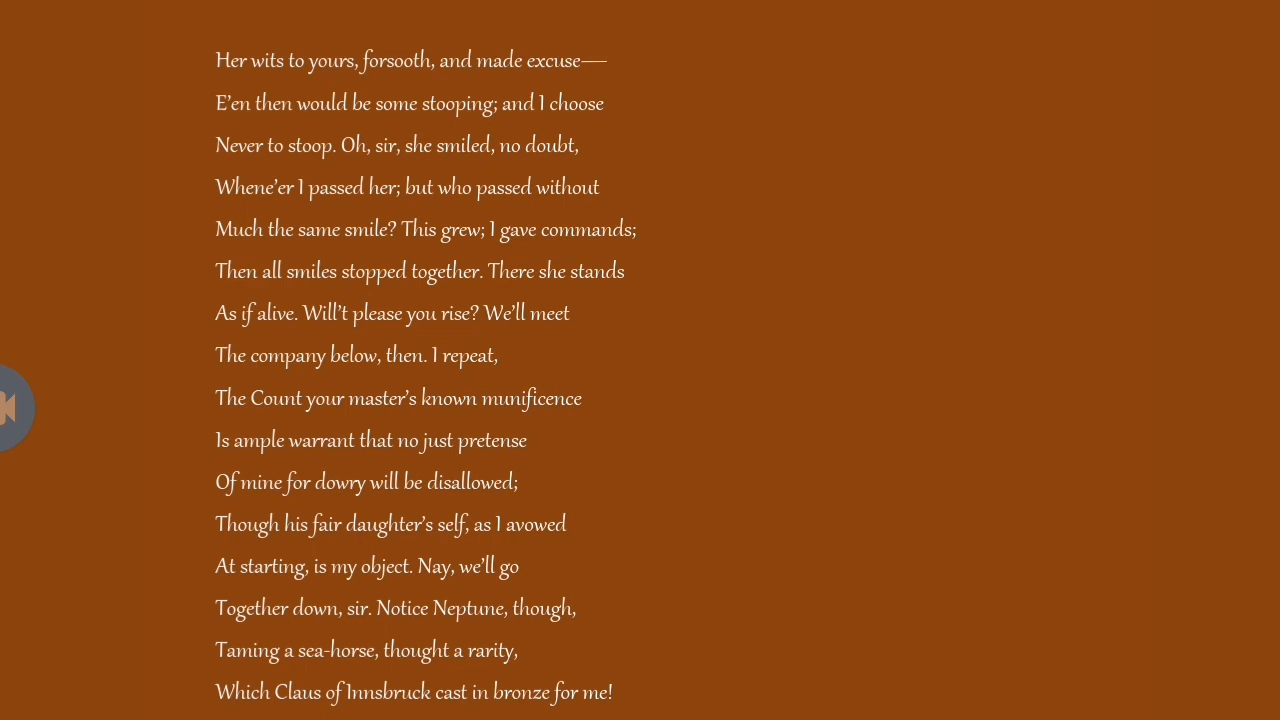 Her wits to yours, forsooth, and made excuse—
E’en then would be some stooping; and I choose
Never to stoop. Oh, sir, she smiled, no doubt,
Whene’er I passed her; but who passed without
Much the same smile? This grew; I gave commands;
Then all smiles stopped together. There she stands
As if alive. Will’t please you rise? We’ll meet
The company below, then. I repeat,
The Count your master’s known munificence
Is ample warrant that no just pretense
Of mine for dowry will be disallowed;
Though his fair daughter’s self, as I avowed
At starting, is my object. Nay, we’ll go
Together down, sir. Notice Neptune, though,
Taming a sea-horse, thought a rarity,
Which Claus of Innsbruck cast in bronze for me!